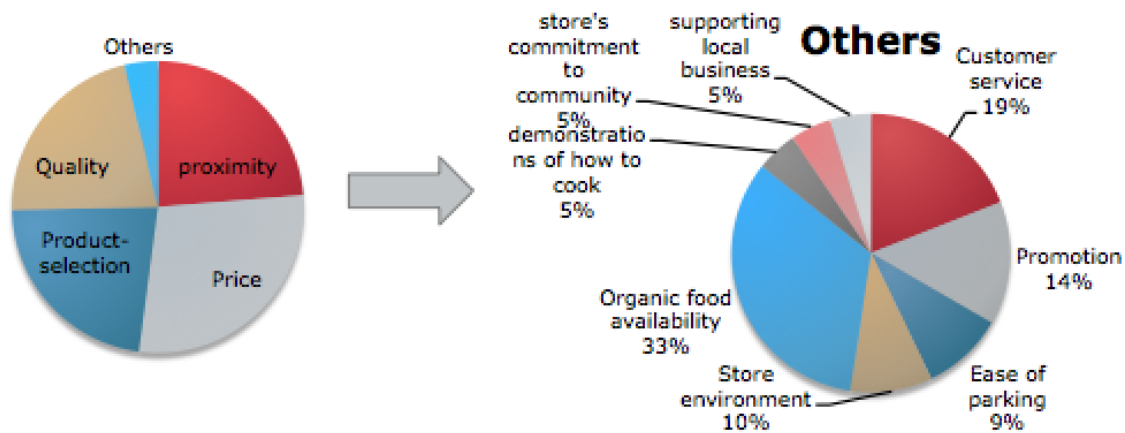 Others
Quality
proximity
Product-
selection
Price
Others
store's
commitment
to
community
5%
supporting
local
business
5%
Customer
service
19%
demonstratio
ns of how to
cook
5%
Promotion
14%
Organic food
availability
33%
Store
environment
10%
Ease of
parking
9%